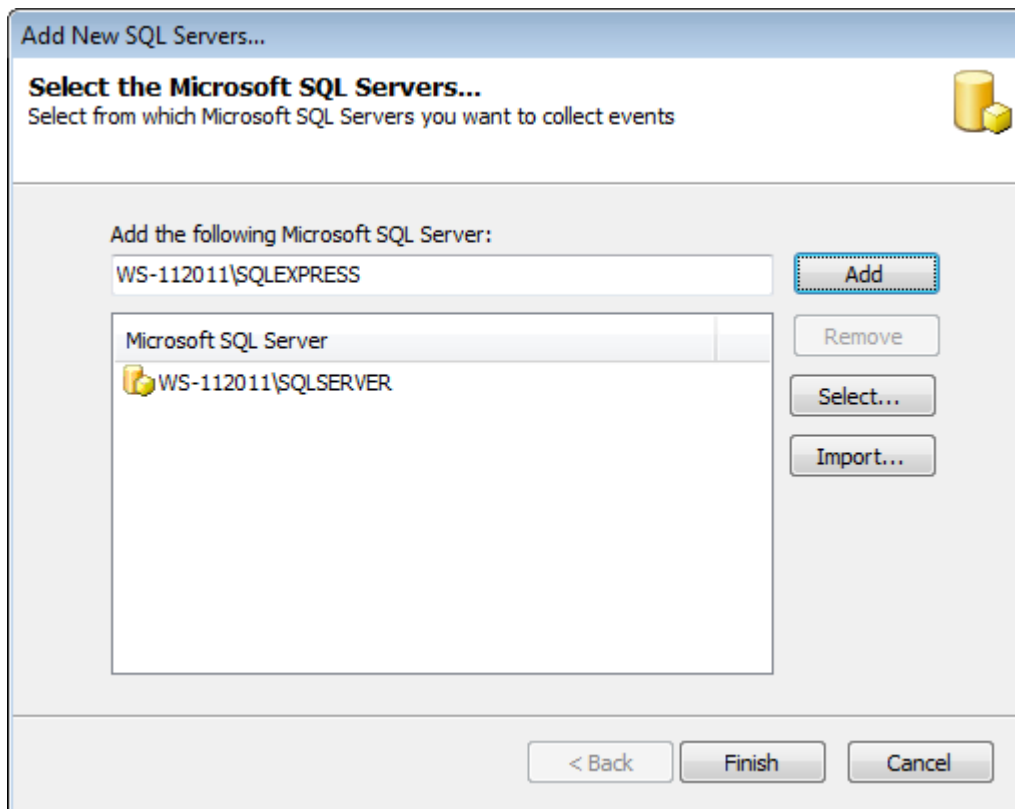 Add New SQL Servers...
Select the Microsoft SQL Servers...
Select from which Microsoft SQL Servers you want to collect events
Add the following Microsoft SQL Server:
WS-112011\SQLEXPRESS
Add
Microsoft SQL Server
Remove
WS-112011\SQLSERVER
Select...
Import...
< Back
Finish
Cancel